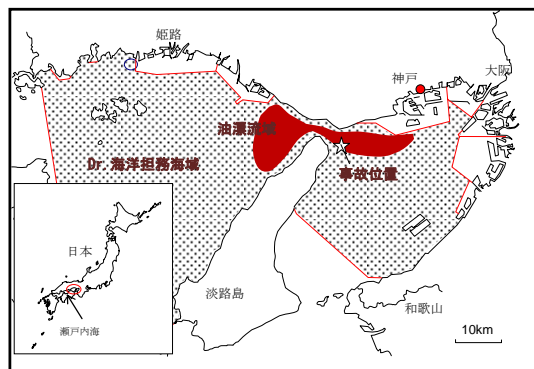 姫路
大阪
神戸
油漂流域
Dr. 海洋担務海域
事故位置
日本
淡路島
和歌山
瀬戸内海
10km